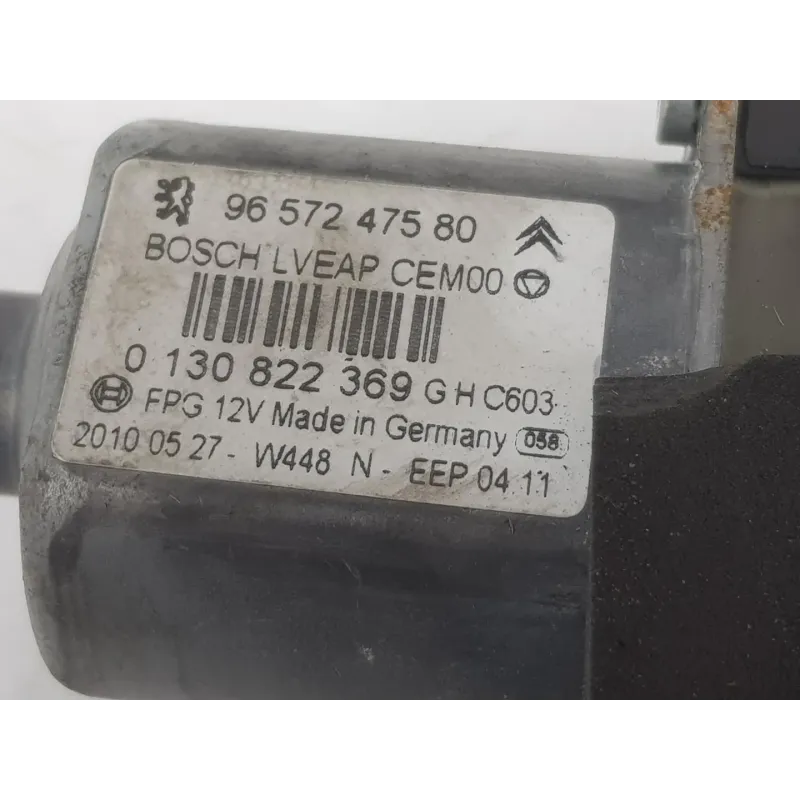 96 572 475 80
BOSCH LVEAP CEM00
0 130 822 369 G H C603
FPG 12V Made in Germany 058
2010 05 27 - W448 N - EEP 04.11